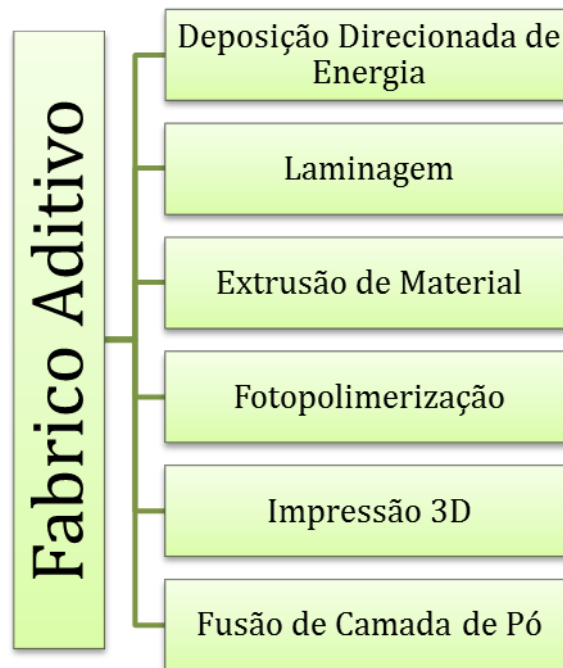 Fabrico Aditivo
Deposição Direcionada de
Energia
Laminagem
Extrusão de Material
Fotopolimerização
Impressão 3D
Fusão de Camada de Pó